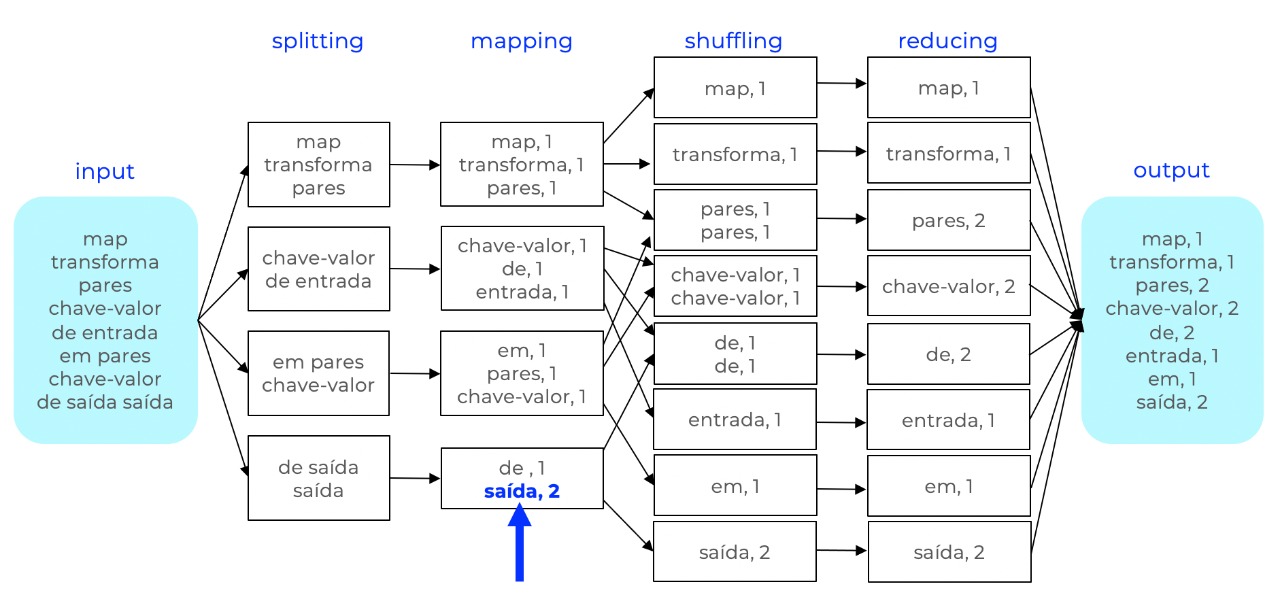 input
map
transforma
pares
chave-valor
de entrada
em pares
chave-valor
de saída saída
splitting
map
transforma
pares
chave-valor
de entrada
em pares
chave-valor
de saída
saída
mapping
map, 1
transforma, 1
pares, 1
chave-valor, 1
de, 1
entrada, 1
em, 1
pares, 1
chave-valor, 1
de , 1
saída, 2
shuffling
map, 1
transforma, 1
pares, 1
pares, 1
chave-valor, 1
chave-valor, 1
de, 1
de, 1
entrada, 1
em, 1
saída, 2
reducing
map, 1
transforma, 1
pares, 2
chave-valor, 2
de, 2
entrada, 1
em, 1
saída, 2
output
map, 1
transforma, 1
pares, 2
chave-valor, 2
de, 2
entrada, 1
em, 1
saída, 2